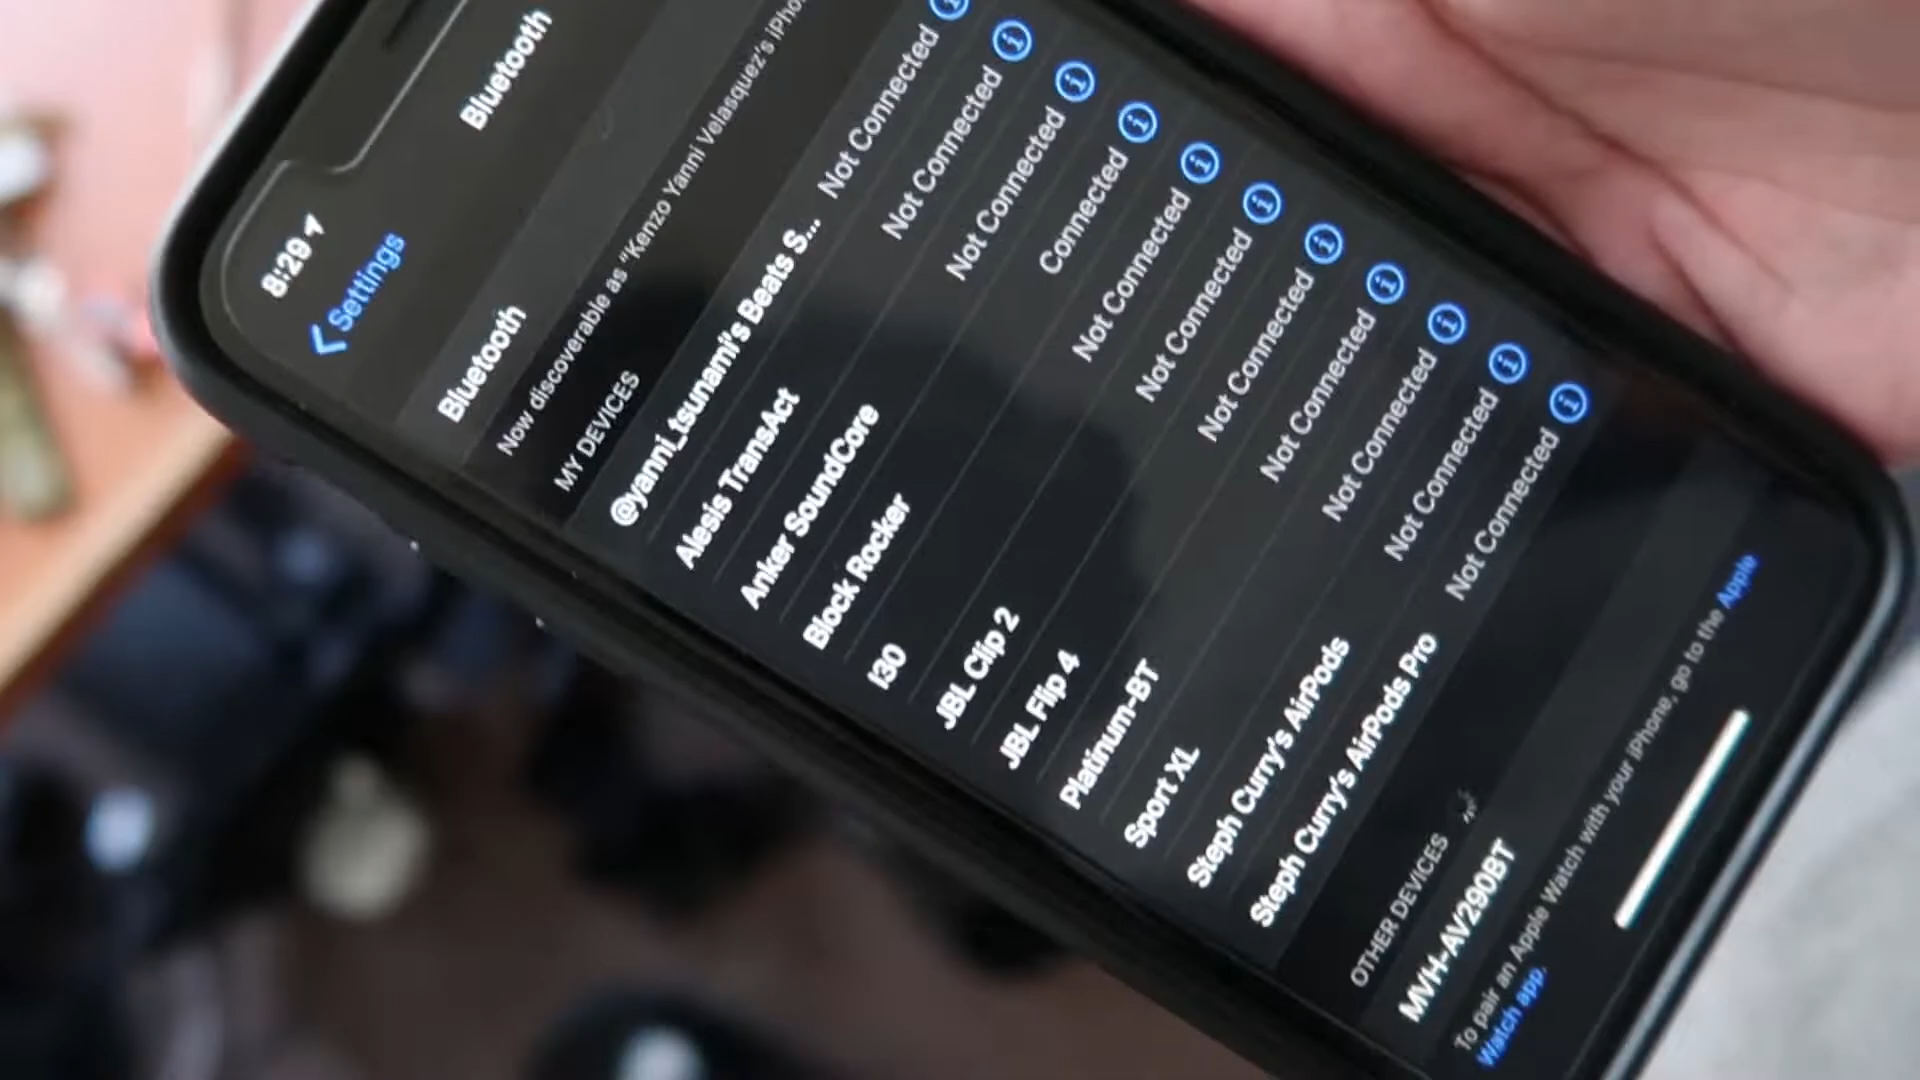 8:29
Settings
Bluetooth
Bluetooth
Now discoverable as "Kenzo Yanni Velasquez's
MY DEVICES
@yanni_tsunami's Beats S... Not Connected
Alesis TransAct Not Connected
Anker SoundCore Not Connected
Block Rocker Connected
I30 Not Connected
JBL Clip 2 Not Connected
JBL Flip 4 Not Connected
Platinum-BT Not Connected
Sport XL Not Connected
Steph Curry's AirPods Not Connected
Steph Curry's AirPods Pro Not Connected
OTHER DEVICES
MVH-AV290BT
To pair an Apple Watch with your iPhone, go to the Apple
Watch app.